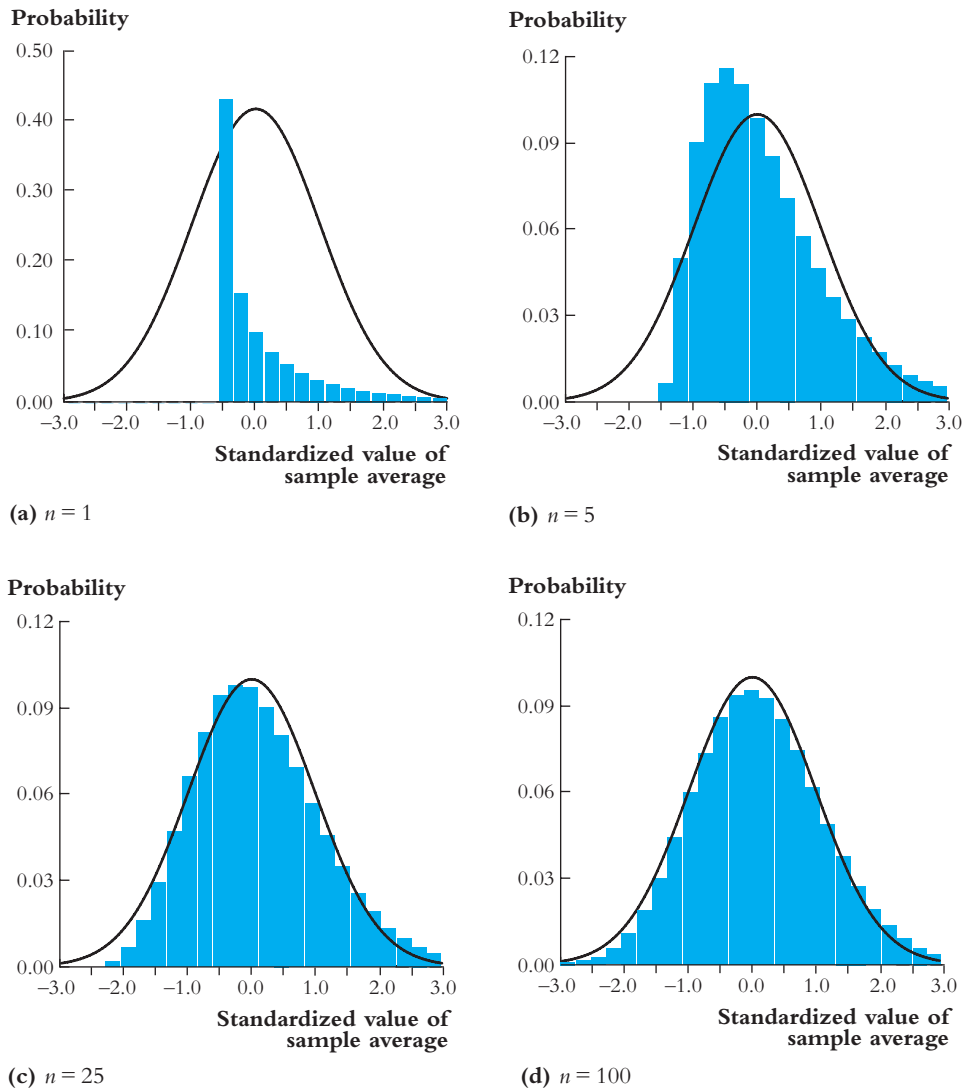 Probability
0.50
0.40
0.30
0.20
0.10
0.00
−3.0 −2.0 −1.0 0.0 1.0 2.0 3.0
Standardized value of
sample average
(a) n = 1
Probability
0.12
0.09
0.06
0.03
0.00
−3.0 −2.0 −1.0 0.0 1.0 2.0 3.0
Standardized value of
sample average
(b) n = 5
Probability
0.12
0.09
0.06
0.03
0.00
−3.0 −2.0 −1.0 0.0 1.0 2.0 3.0
Standardized value of
sample average
(c) n = 25
Probability
0.12
0.09
0.06
0.03
0.00
−3.0 −2.0 −1.0 0.0 1.0 2.0 3.0
Standardized value of
sample average
(d) n = 100